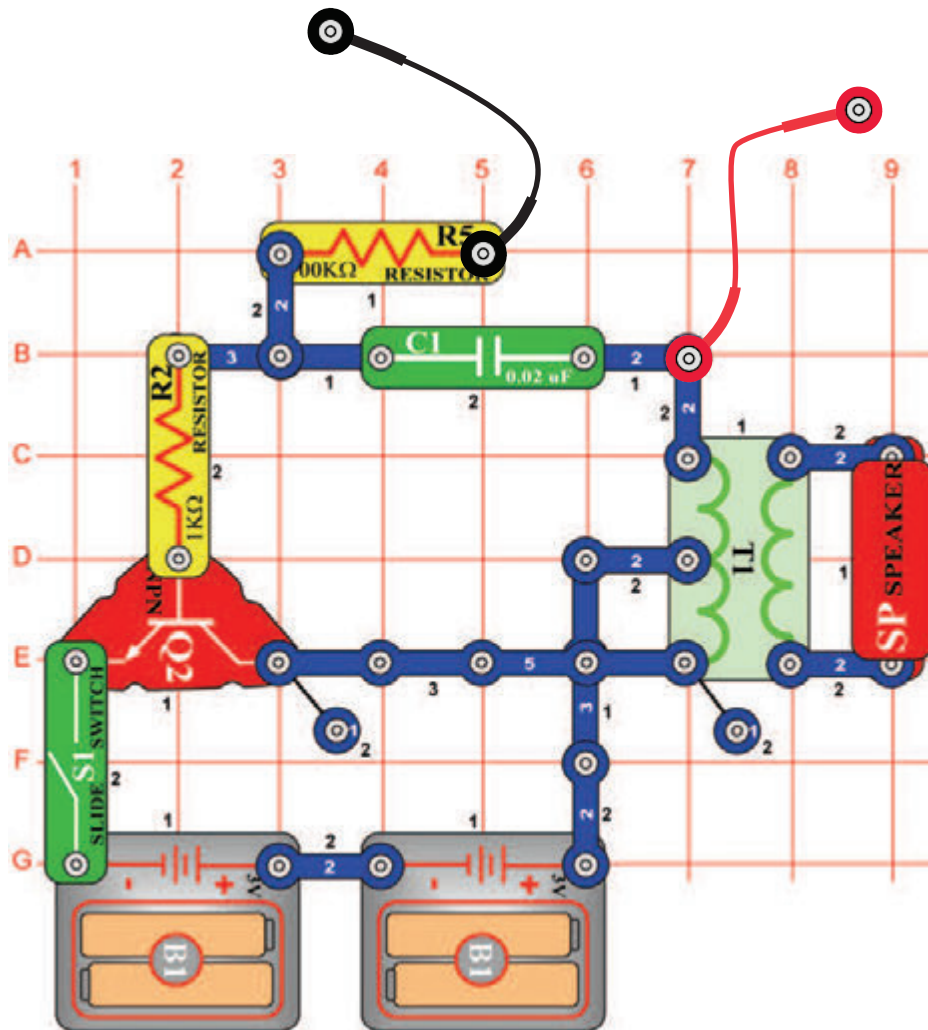 1 2 3 4 5 6 7 8 9
A
R5
00KΩ
RESISTOR
2
2
1
B
3
1
C1
0.02 uF
2
2
1
R2
RESISTOR
1KΩ
2
2
2
1
C
2
2
D
2
2
T1
1
SP SPEAKER
NPN
Q2
1
E
5
3
3
1
2
2
1
2
1
2
F
S1
SLIDE SWITCH
2
2
2
G
1
- +
3V
2
2
1
- +
3V
B1
B1